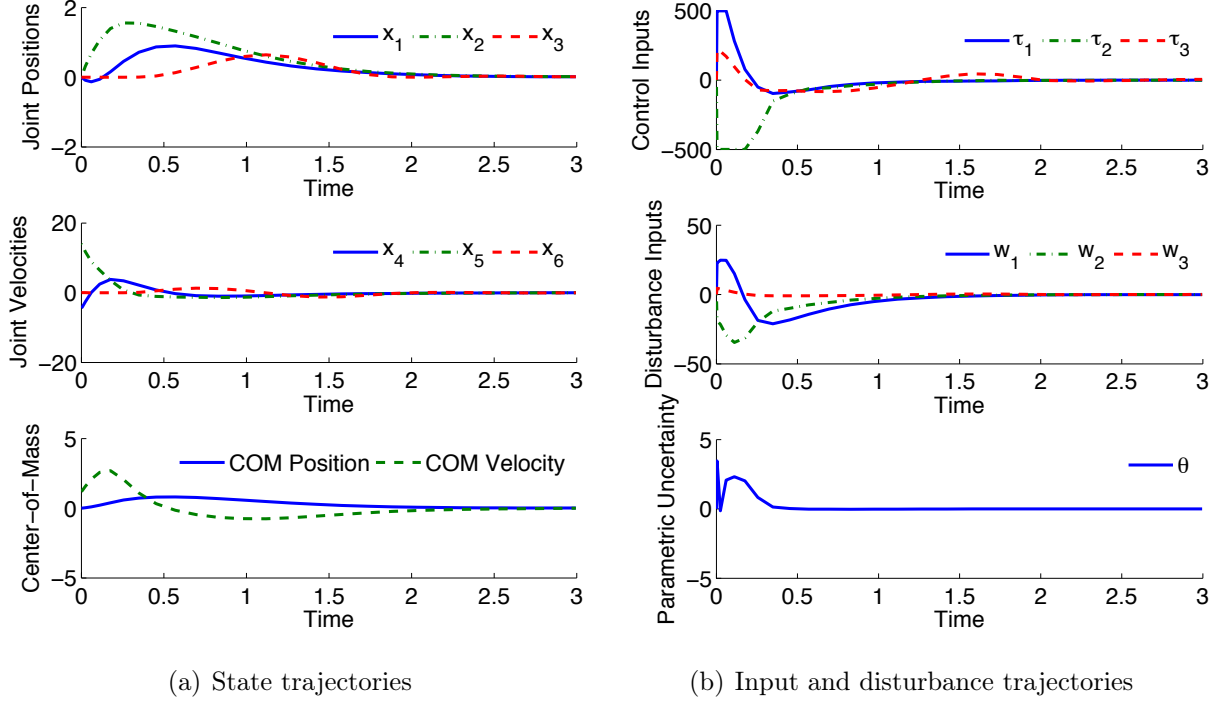 Joint Positions
2
0
−2
x1 x2 x3
0 0.5 1 1.5 2 2.5 3
Time
Joint Velocities
20
0
−20
x4 x5 x6
0 0.5 1 1.5 2 2.5 3
Time
Center−of−Mass
5
0
−5
COM Position COM Velocity
0 0.5 1 1.5 2 2.5 3
Time
(a) State trajectories
Control Inputs
500
0
−500
τ1 τ2 τ3
0 0.5 1 1.5 2 2.5 3
Time
Disturbance Inputs
50
0
−50
w1 w2 w3
0 0.5 1 1.5 2 2.5 3
Time
Parametric Uncertainty
5
0
−5
θ
0 0.5 1 1.5 2 2.5 3
Time
(b) Input and disturbance trajectories